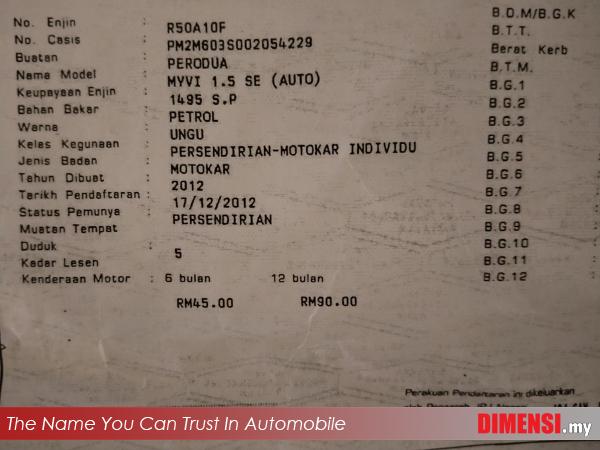 No. Enjin : R50A10F B.D.M/B.G.K
No. Casis : PM2M603S002054229 B.T.T.
Buatan : PERODUA Berat Kerb
Nama Model : MYVI 1.5 SE (AUTO) B.T.M.
Keupayaan Enjin : 1495 S.P B.G.1
Bahan Bakar : PETROL B.G.2
Warna : UNGU B.G.3
Kelas Kegunaan : PERSENDIRIAN-MOTOKAR INDIVIDU B.G.4
Jenis Badan : MOTOKAR B.G.5
Tahun Dibuat : 2012 B.G.6
Tarikh Pendaftaran : 17/12/2012 B.G.7
Status Pemunya : PERSENDIRIAN B.G.8
Muatan Tempat B.G.9
Duduk : 5 B.G.10
Kadar Lesen B.G.11
Kenderaan Motor : 6 bulan 12 bulan B.G.12
RM45.00 RM90.00
Perakuan Pendaftaran ini dikeluarkan
The Name You Can Trust In Automobile
DIMENSI.my